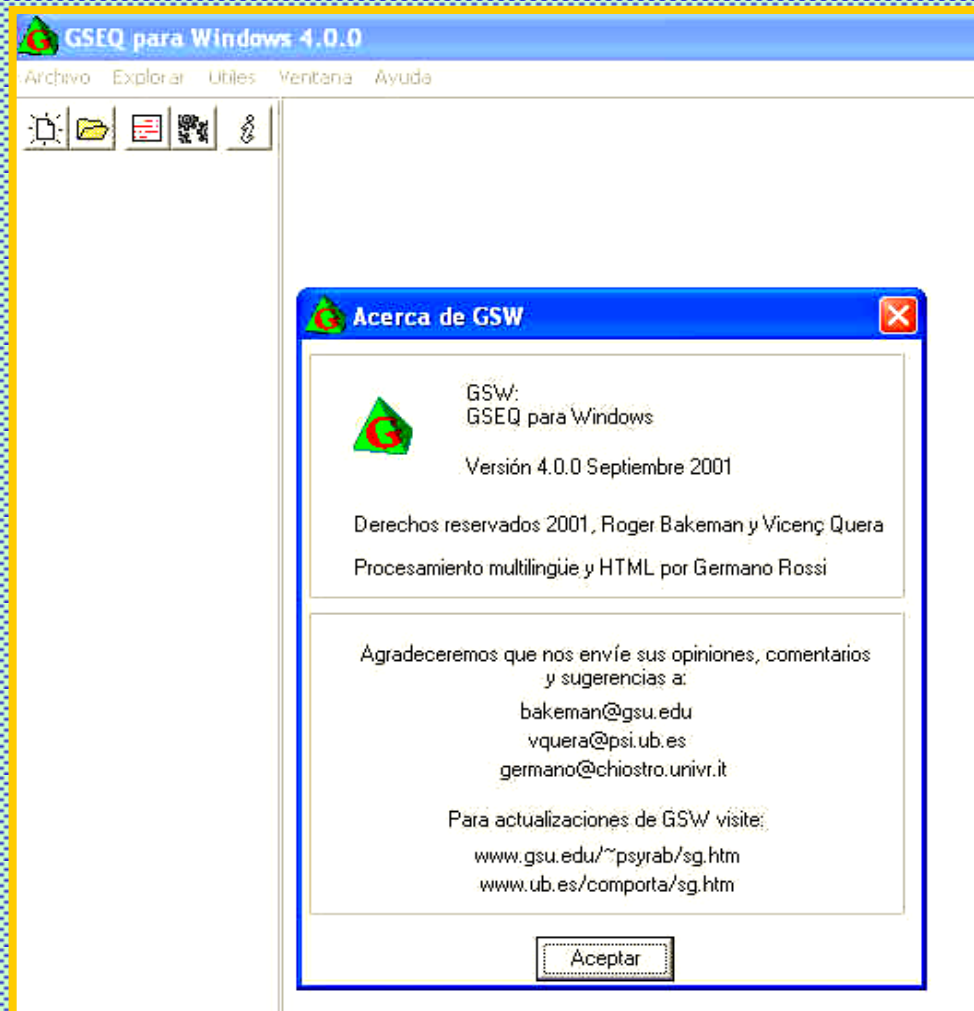 GSEQ para Windows 4.0.0
Archivo Explorar Utiles Ventana Ayuda
Acerca de GSW
GSW:
GSEQ para Windows
Versión 4.0.0 Septiembre 2001
Derechos reservados 2001, Roger Bakeman y Vicenç Quera
Procesamiento multilingüe y HTML por Germano Rossi
Agradeceremos que nos envíe sus opiniones, comentarios
y sugerencias a:
bakeman@gsu.edu
vquera@psi.ub.es
germano@chiostro.univr.it
Para actualizaciones de GSW visite:
www.gsu.edu/~psyrab/sg.htm
www.ub.es/comporta/sg.htm
Aceptar